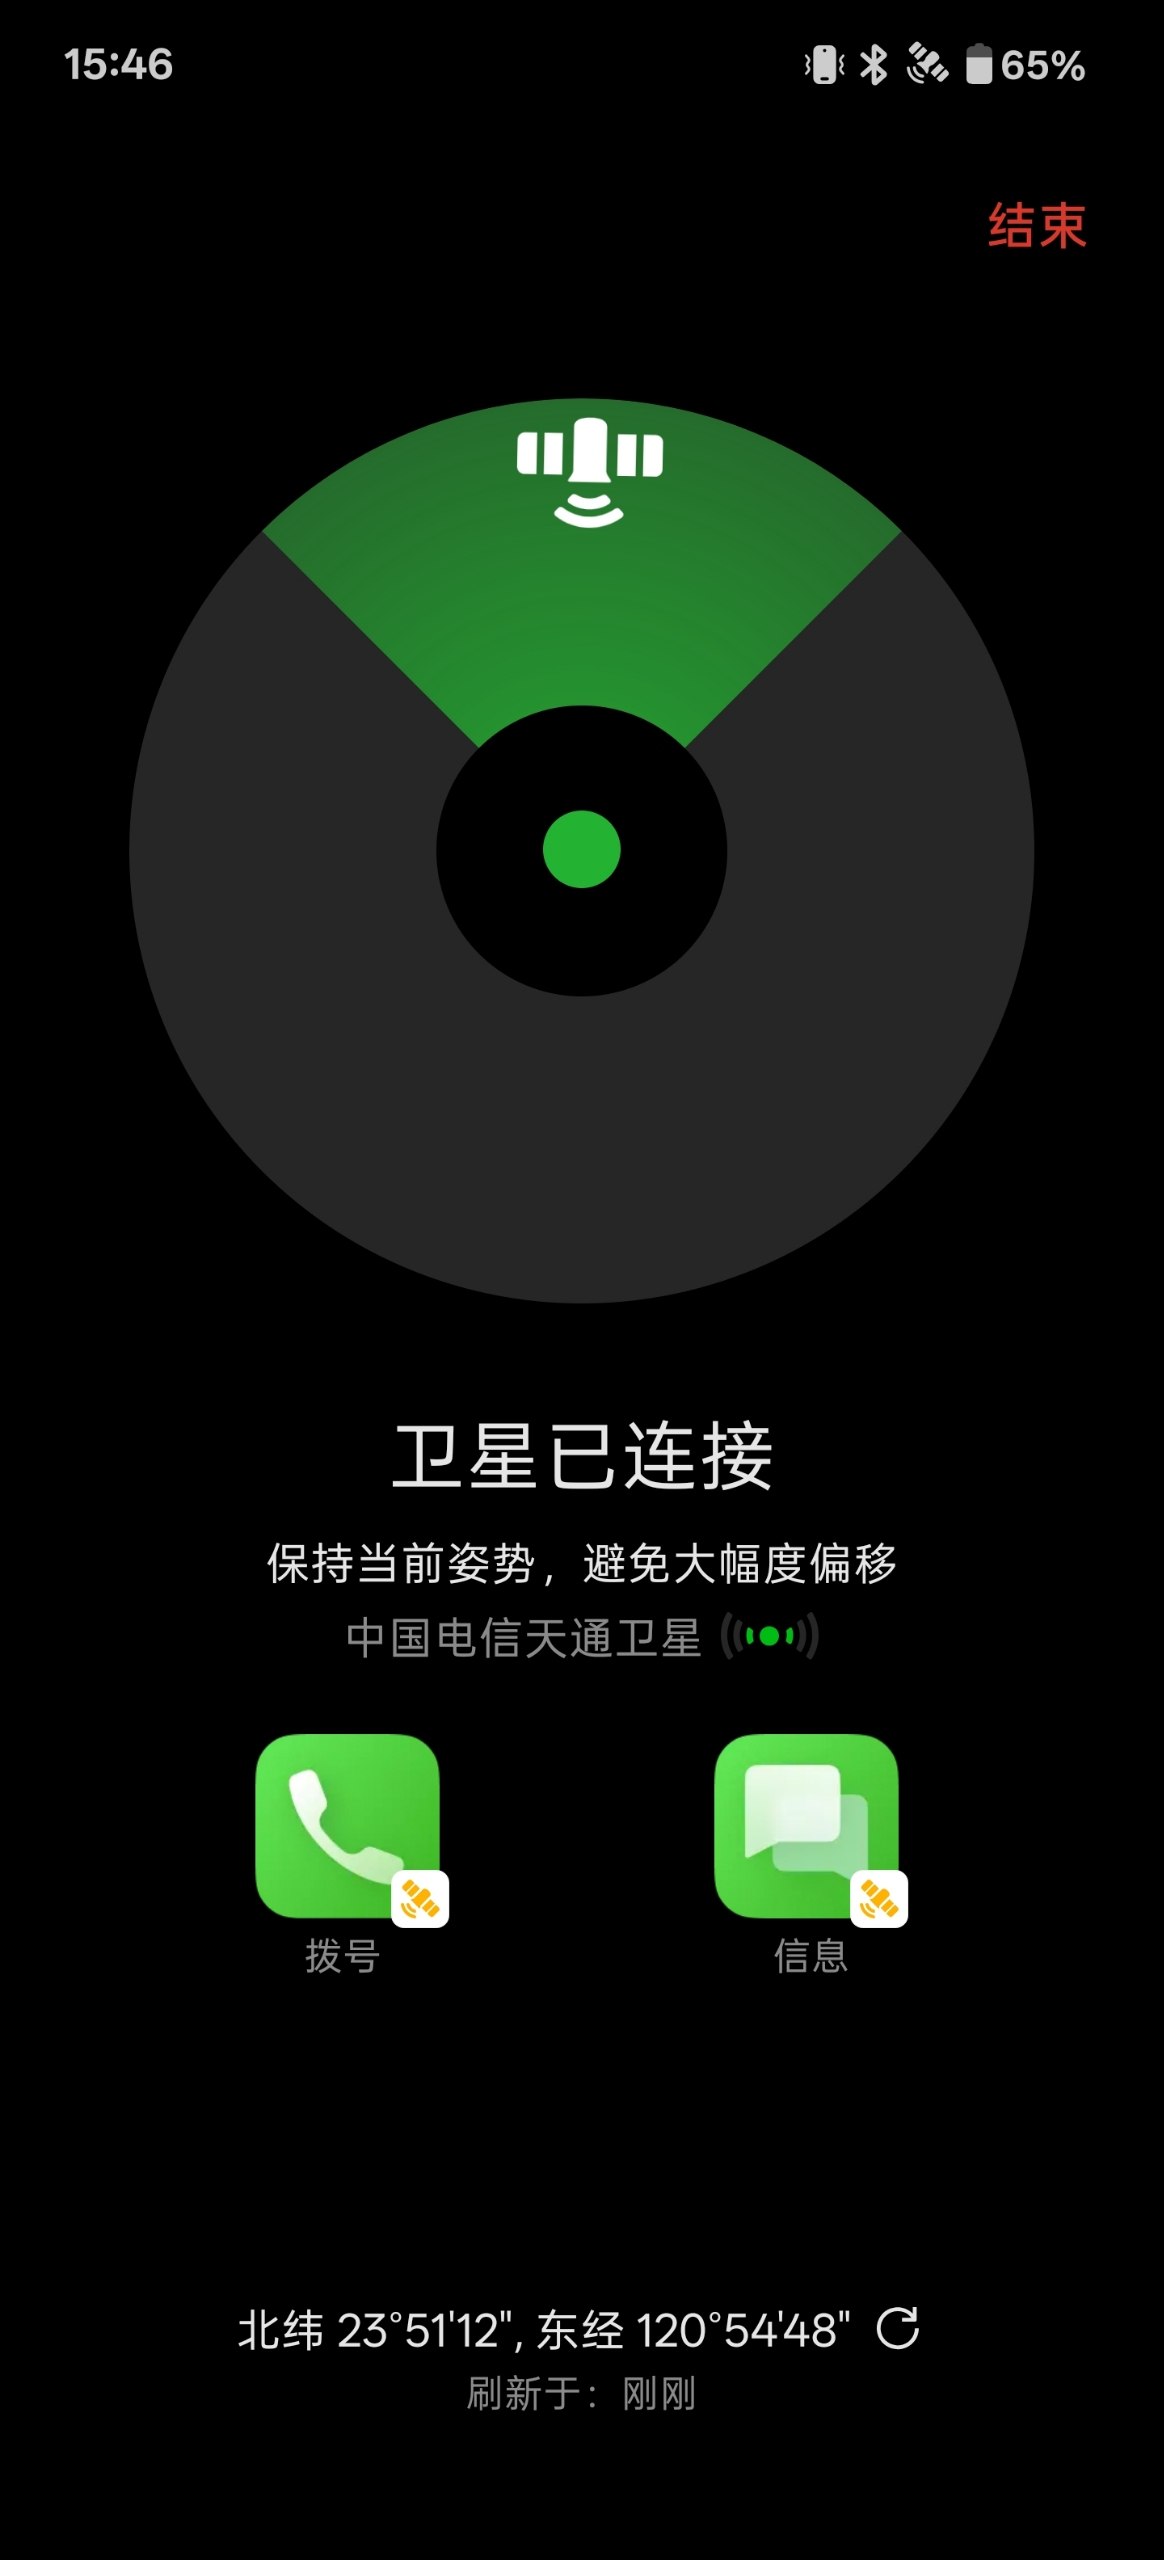 15:46 65%
结束
卫星已连接
保持当前姿势，避免大幅度偏移
中国电信天通卫星
拨号 信息
北纬 23°51'12", 东经 120°54'48"
刷新于：刚刚